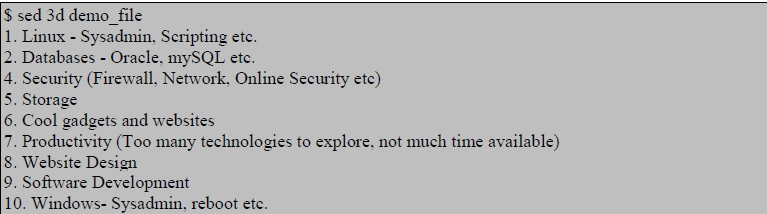 $ sed 3d demo_file
1. Linux - Sysadmin, Scripting etc.
2. Databases - Oracle, mySQL etc.
4. Security (Firewall, Network, Online Security etc)
5. Storage
6. Cool gadgets and websites
7. Productivity (Too many technologies to explore, not much time available)
8. Website Design
9. Software Development
10. Windows- Sysadmin, reboot etc.